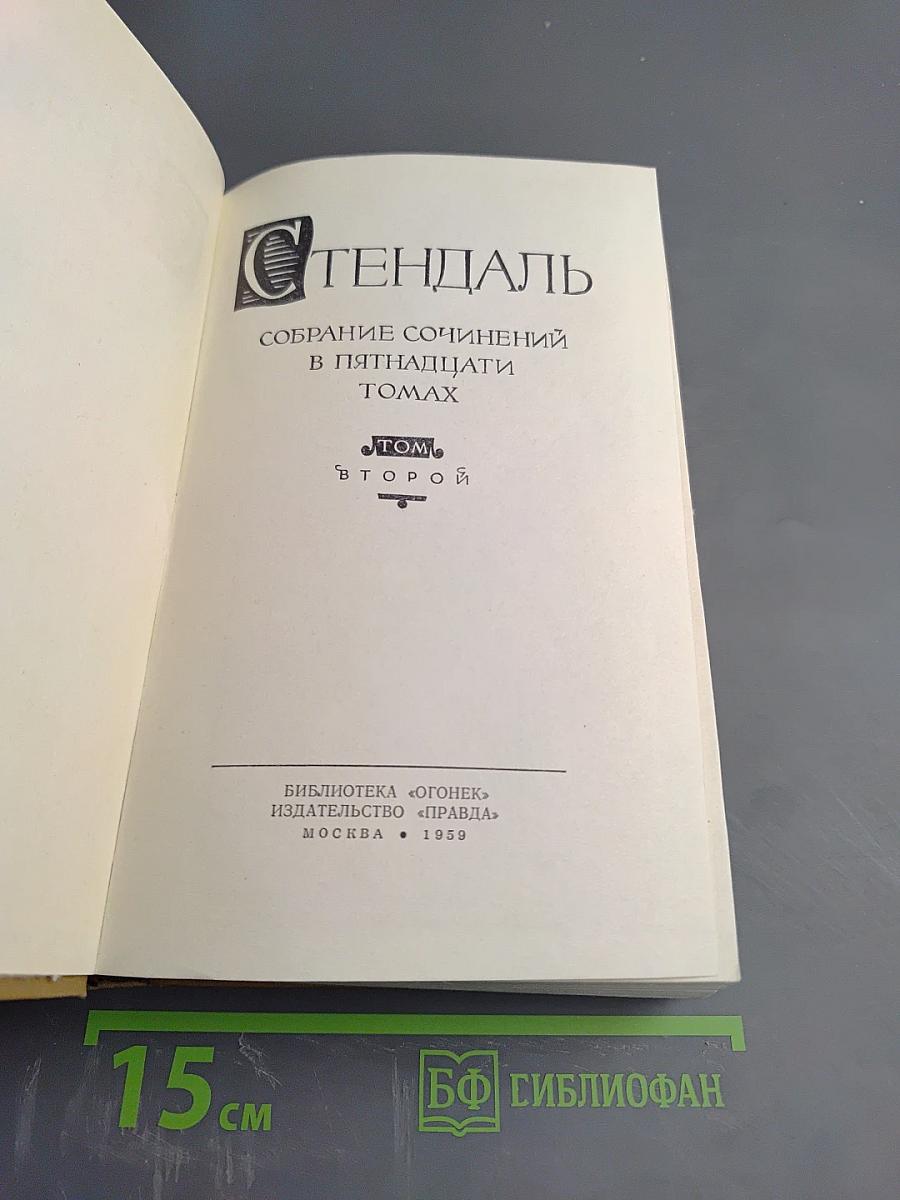 СТЕНДАЛЬ
СОБРАНИЕ СОЧИНЕНИЙ
В ПЯТНАДЦАТИ
ТОМАХ
ТОМ
ВТОРОЙ
БИБЛИОТЕКА «ОГОНЕК»
ИЗДАТЕЛЬСТВО «ПРАВДА»
МОСКВА • 1959
15 СМ
БФ БИБЛИОФАН